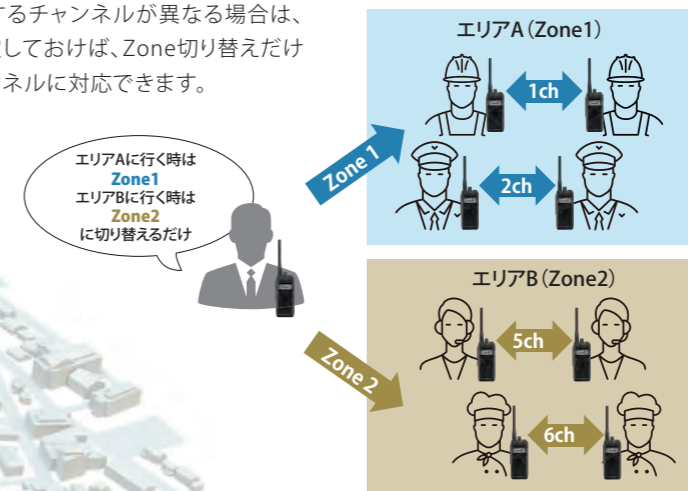 するチャンネルが異なる場合は、
しておけば、Zone切り替えだけ
ネルに対応できます。
エリアAに行く時は
Zone1
エリアBに行く時は
Zone2
に切り替えるだけ
Zone 1
エリアA（Zone1）
1ch
2ch
Zone 2
エリアB（Zone2）
5ch
6ch